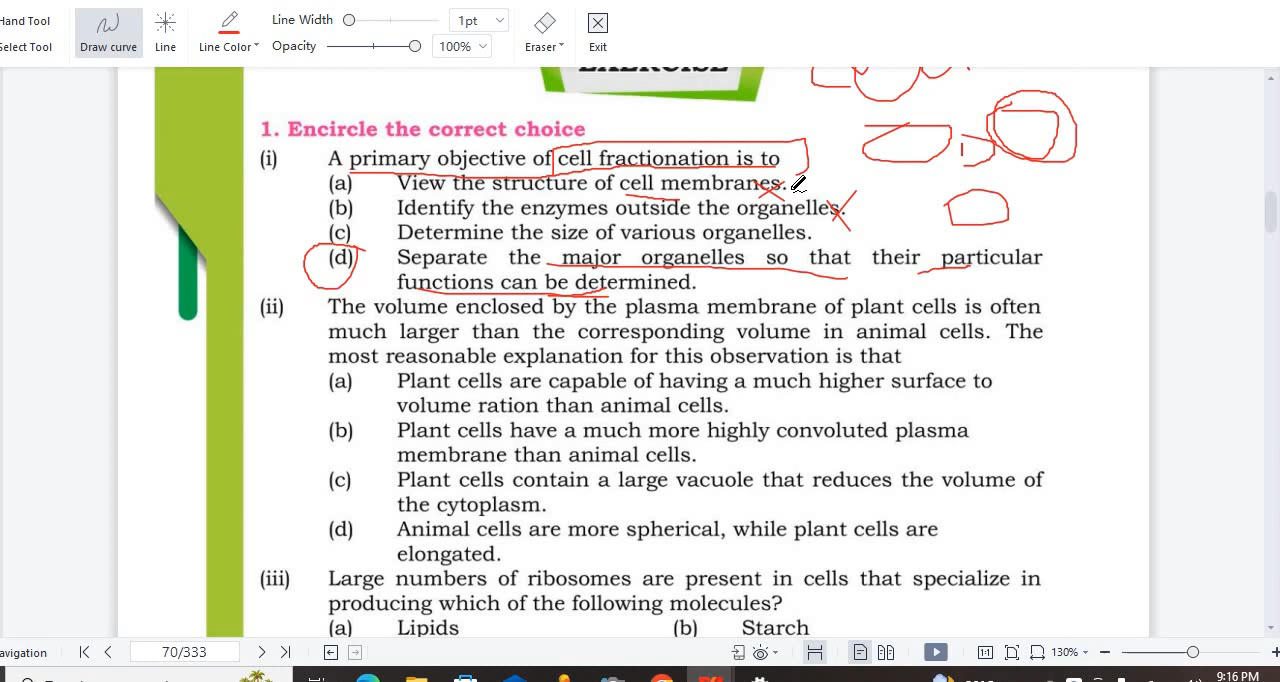 Hand Tool
Select Tool
Draw curve
Line
Line Color
Line Width
1pt
Opacity
100%
Eraser
Exit
EXERCISE
1. Encircle the correct choice
(i) A primary objective of cell fractionation is to
(a) View the structure of cell membranes.
(b) Identify the enzymes outside the organelles.
(c) Determine the size of various organelles.
(d) Separate the major organelles so that their particular
functions can be determined.
(ii) The volume enclosed by the plasma membrane of plant cells is often
much larger than the corresponding volume in animal cells. The
most reasonable explanation for this observation is that
(a) Plant cells are capable of having a much higher surface to
volume ration than animal cells.
(b) Plant cells have a much more highly convoluted plasma
membrane than animal cells.
(c) Plant cells contain a large vacuole that reduces the volume of
the cytoplasm.
(d) Animal cells are more spherical, while plant cells are
elongated.
(iii) Large numbers of ribosomes are present in cells that specialize in
producing which of the following molecules?
(a) Lipids (b) Starch
avigation 70/333 1:1 130%
9:16 PM